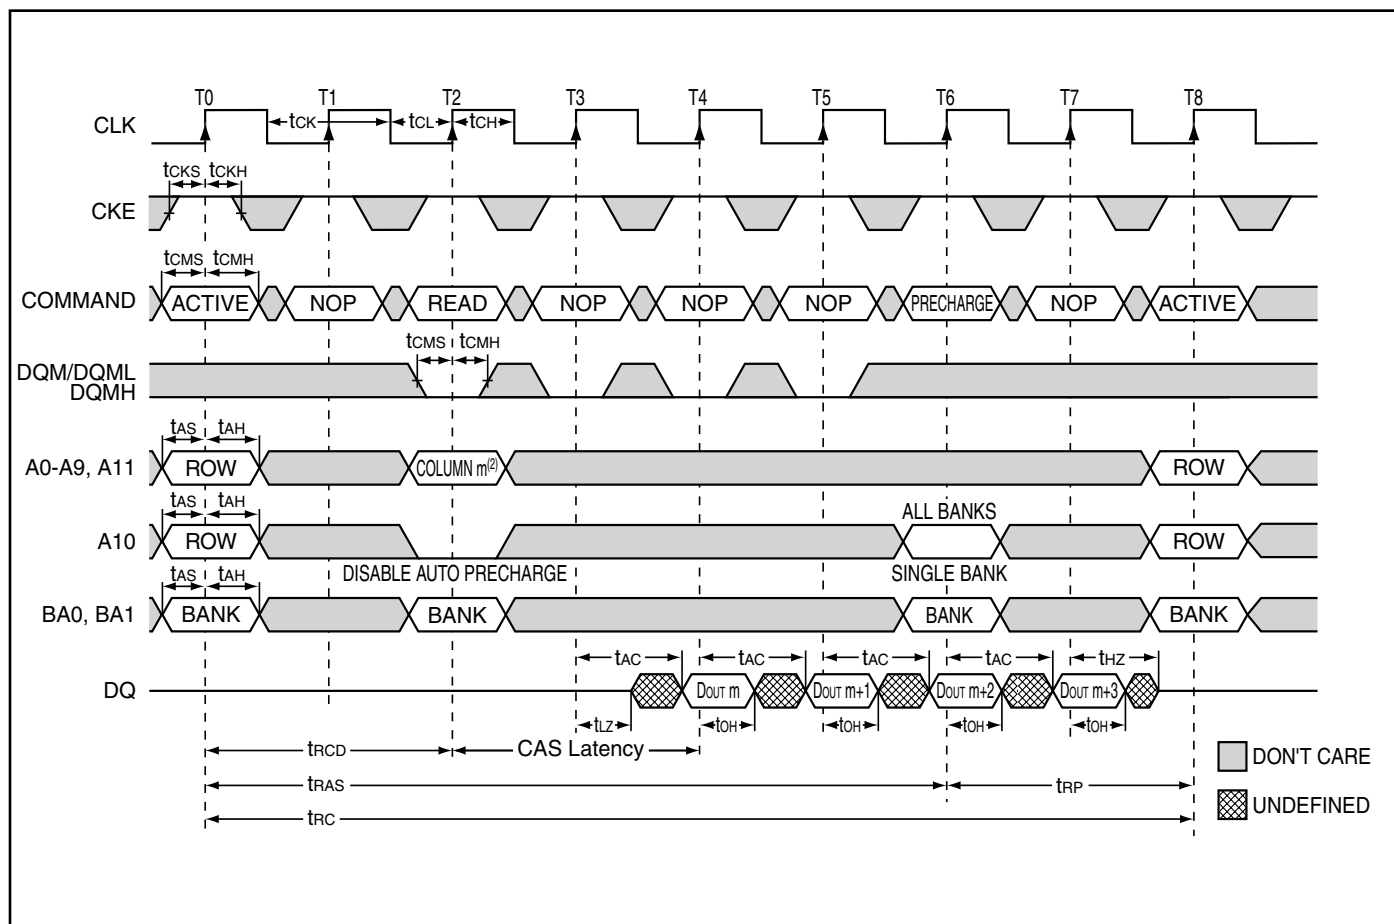 T0 T1 T2 T3 T4 T5 T6 T7 T8
CLK tCK tCL tCH
tCKS tCKH
CKE
tCMS tCMH
COMMAND ACTIVE NOP READ NOP NOP NOP PRECHARGE NOP ACTIVE
tCMS tCMH
DQM/DQML
DQMH
tAS tAH
A0-A9, A11 ROW COLUMN m(2) ROW
tAS tAH ALL BANKS
A10 ROW ROW
DISABLE AUTO PRECHARGE SINGLE BANK
tAS tAH
BA0, BA1 BANK BANK BANK BANK
tAC tAC tAC tAC tHZ
DQ DOUT m DOUT m+1 DOUT m+2 DOUT m+3
tLZ tOH tOH tOH tOH
tRCD CAS Latency
DON'T CARE
tRAS tRP
UNDEFINED
tRC